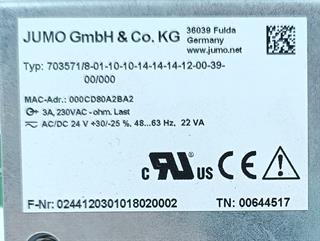 JUMO GmbH & Co. KG
36039 Fulda
Germany
www.jumo.net
Typ: 703571/8-01-10-10-14-14-14-12-00-39-
00/000
MAC-Adr.: 000CD80A2BA2
3A, 230VAC - ohm. Last
AC/DC 24 V +30/-25 %, 48...63 Hz, 22 VA
c UL US CE
F-Nr: 0244120301018020002
TN: 00644517